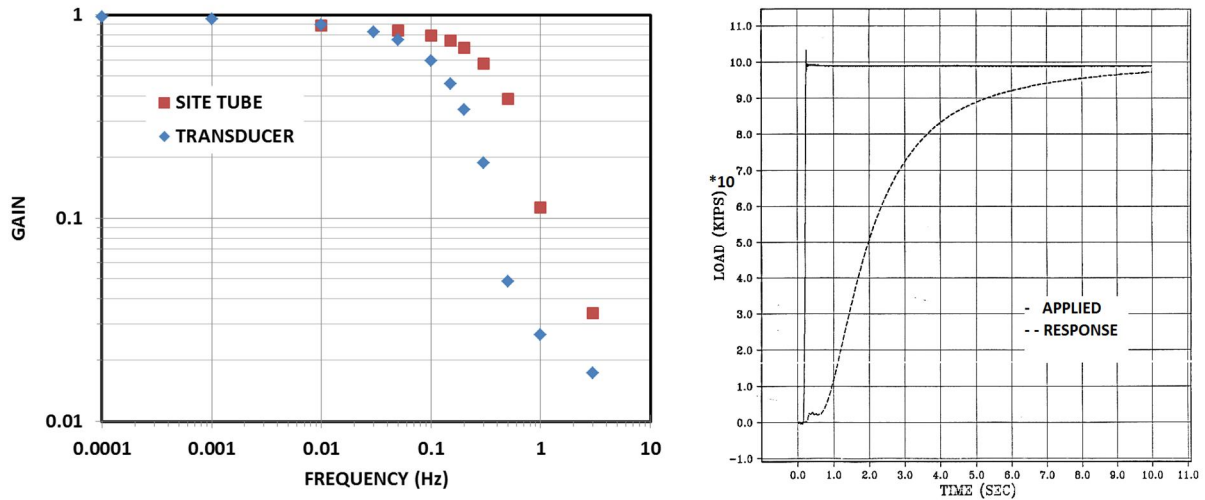 1
0.1
0.01
GAIN
SITE TUBE
TRANSDUCER
0.0001 0.001 0.01 0.1 1 10
FREQUENCY (Hz)
11.0
10.0
9.0
8.0
7.0
6.0
5.0
4.0
3.0
2.0
1.0
0.0
-1.0
LOAD (KIPS) *10
- APPLIED
-- RESPONSE
0.0 1.0 2.0 3.0 4.0 5.0 6.0 7.0 8.0 9.0 10.0 11.0
TIME (SEC)